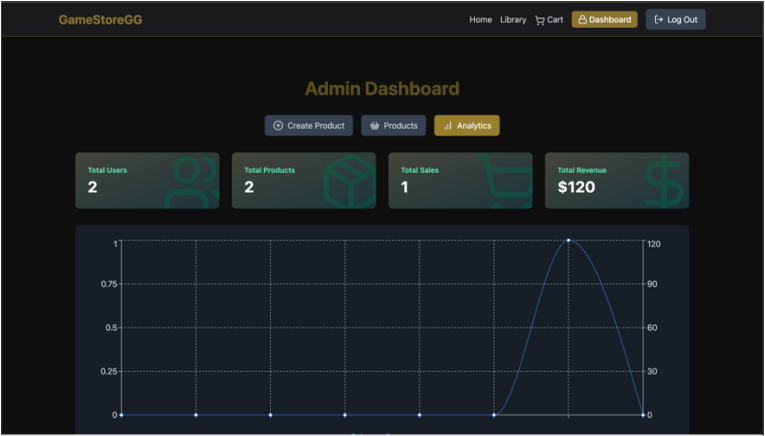 GameStoreGG
Home Library Cart Dashboard Log Out
Admin Dashboard
Create Product Products Analytics
Total Users Total Products Total Sales Total Revenue
2 2 1 $120
1 120
0.75 90
0.5 60
0.25 30
0 0